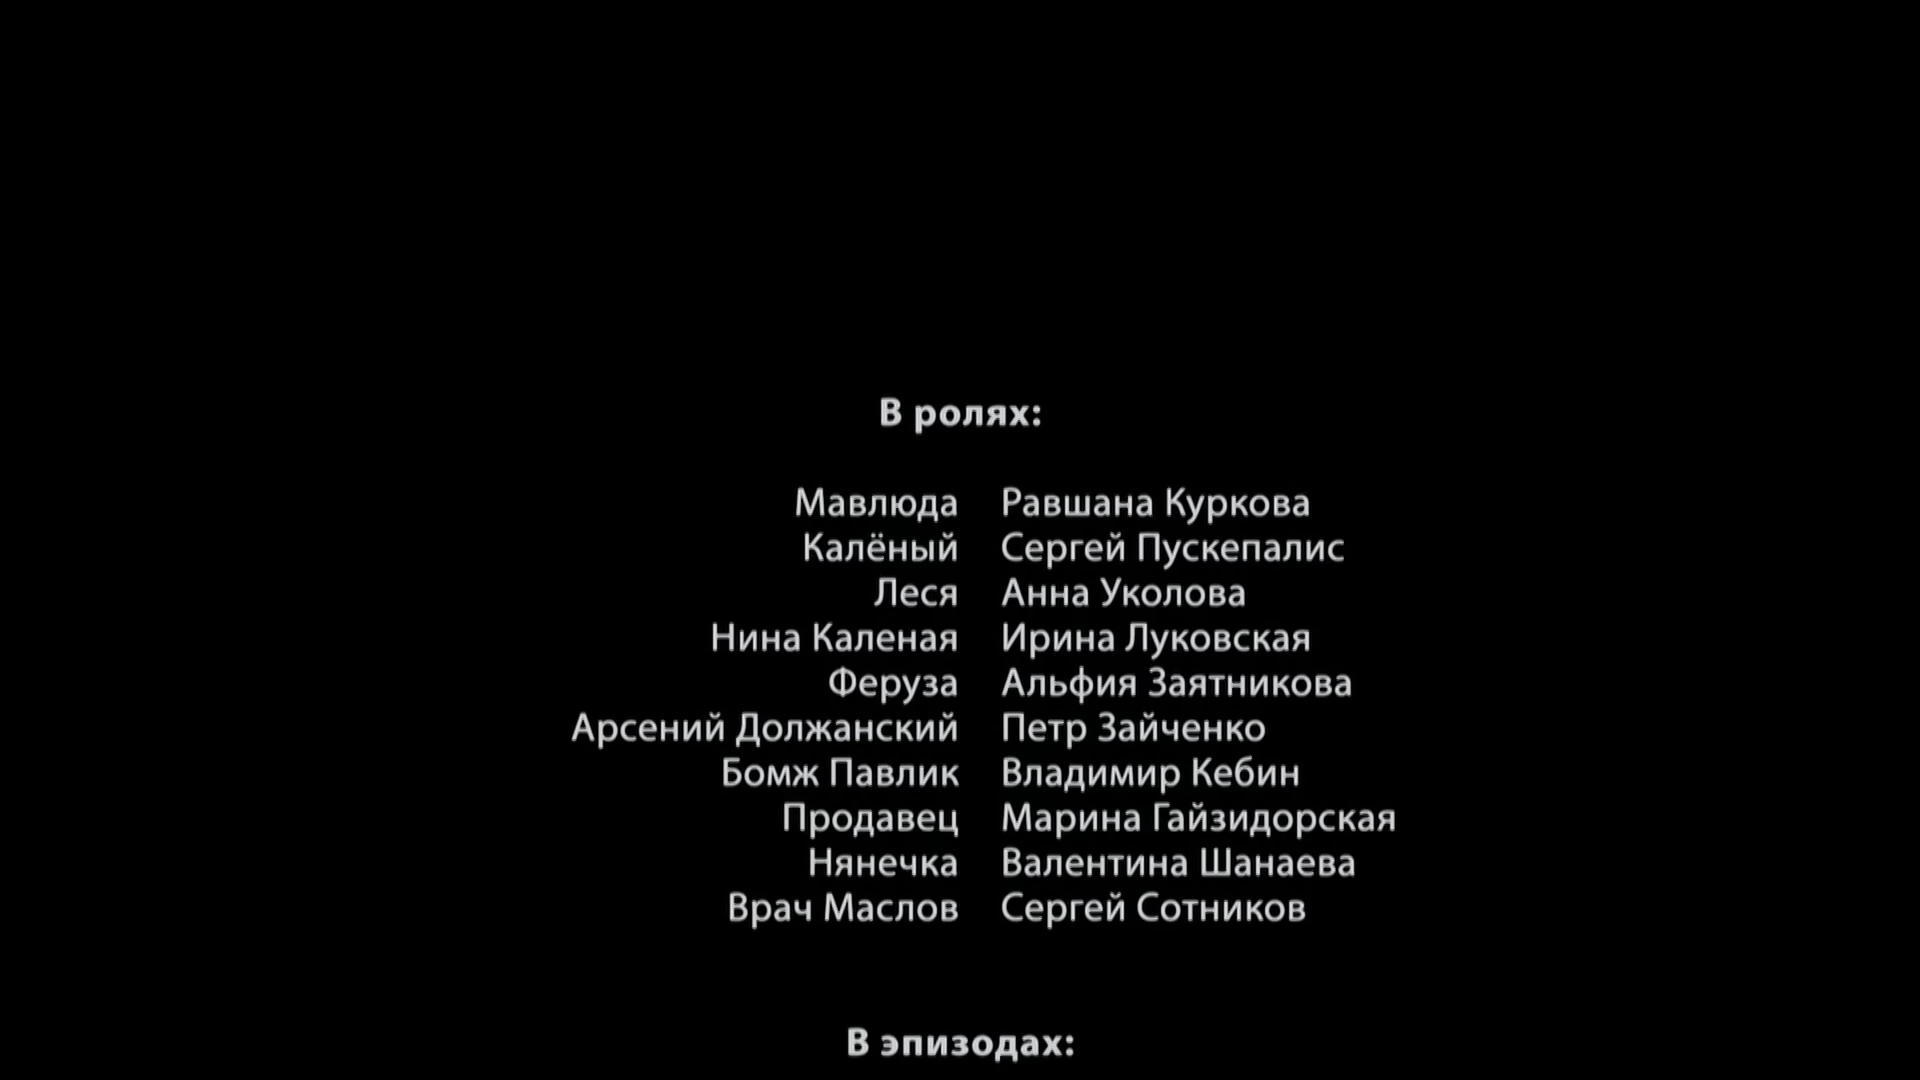 В ролях:
Мавлюда Равшана Куркова
Калёный Сергей Пускепалис
Леся Анна Уколова
Нина Каленая Ирина Луковская
Феруза Альфия Заятникова
Арсений Должанский Петр Зайченко
Бомж Павлик Владимир Кебин
Продавец Марина Гайзидорская
Нянечка Валентина Шанаева
Врач Маслов Сергей Сотников
В эпизодах: